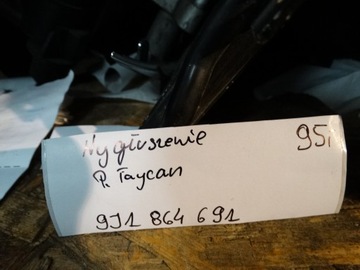 Wygłuszenie 95,
P. Taycan
9J1 864 691